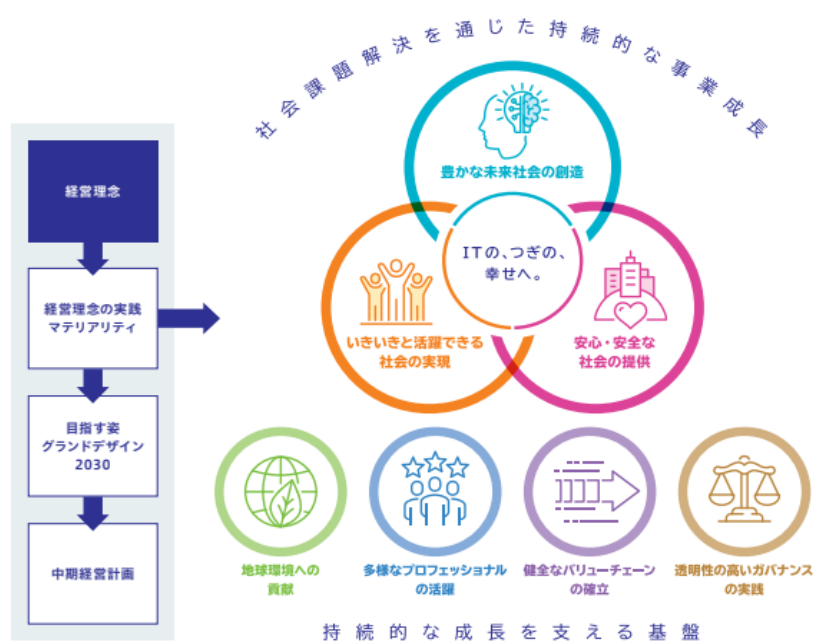 社会課題解決を通じた持続的な事業成長
経営理念
経営理念の実践
マテリアリティ
目指す姿
グランドデザイン
2030
中期経営計画
豊かな未来社会の創造
ITの、つぎの、
幸せへ。
いきいきと活躍できる
社会の実現
安心・安全な
社会の提供
地球環境への
貢献
多様なプロフェッショナル
の活躍
健全なバリューチェーン
の確立
透明性の高いガバナンス
の実践
持続的な成長を支える基盤